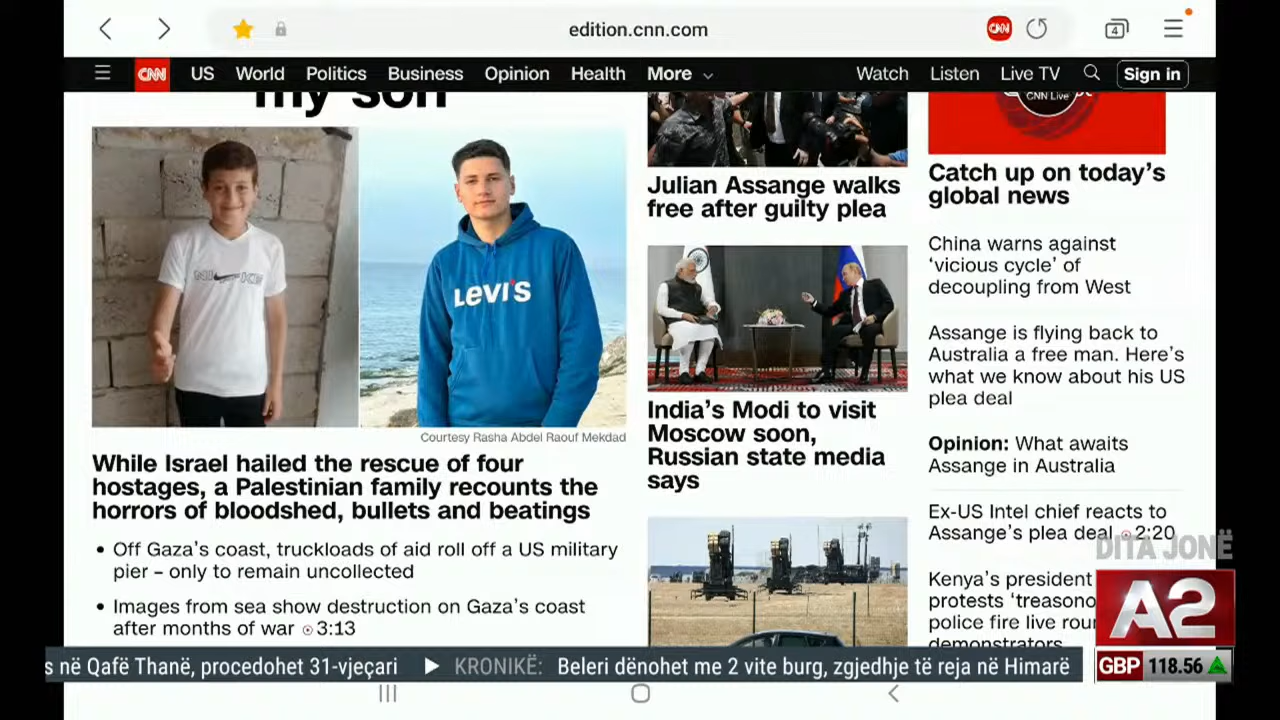 edition.cnn.com
CNN
4
CNN
US
World
Politics
Business
Opinion
Health
More
Watch
Listen
Live TV
Sign in
my son
NIKE
LEVI'S
Courtesy Rasha Abdel Raouf Mekdad
While Israel hailed the rescue of four
hostages, a Palestinian family recounts the
horrors of bloodshed, bullets and beatings
• Off Gaza's coast, truckloads of aid roll off a US military
pier – only to remain uncollected
• Images from sea show destruction on Gaza's coast
after months of war 3:13
Julian Assange walks
free after guilty plea
India's Modi to visit
Moscow soon,
Russian state media
says
CNN Live
Catch up on today's
global news
China warns against
'vicious cycle' of
decoupling from West
Assange is flying back to
Australia a free man. Here's
what we know about his US
plea deal
Opinion: What awaits
Assange in Australia
Ex-US Intel chief reacts to
Assange's plea deal 2:20
Kenya's president
protests 'treasono
police fire live rour
demonstrators
DITA JONË
A2
CNN
s në Qafë Thanë, procedohet 31-vjeçari ▶ KRONIKË: Beleri dënohet me 2 vite burg, zgjedhje të reja në Himarë
GBP 118.56